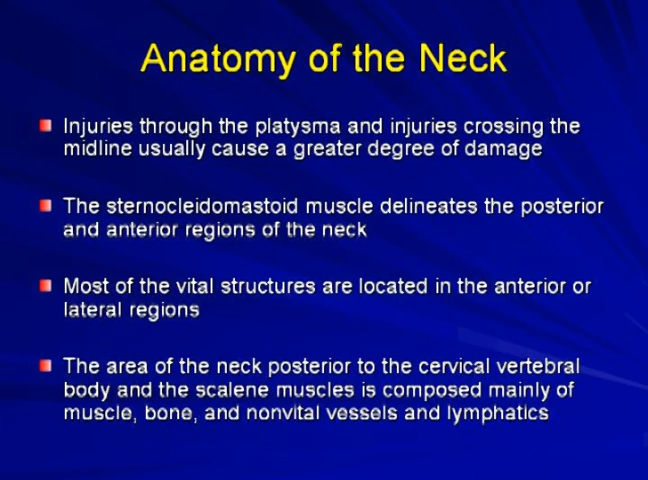 Anatomy of the Neck
Injuries through the platysma and injuries crossing the
midline usually cause a greater degree of damage
The sternocleidomastoid muscle delineates the posterior
and anterior regions of the neck
Most of the vital structures are located in the anterior or
lateral regions
The area of the neck posterior to the cervical vertebral
body and the scalene muscles is composed mainly of
muscle, bone, and nonvital vessels and lymphatics